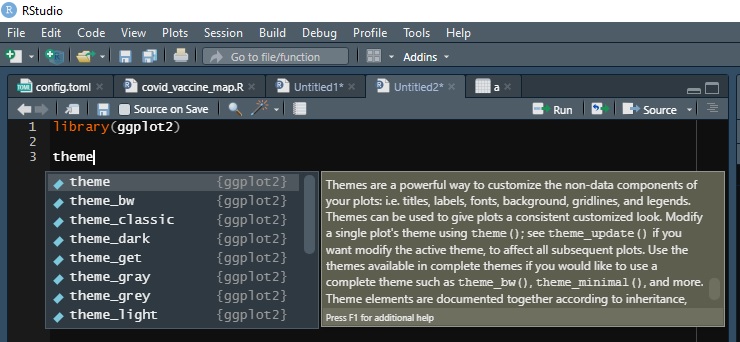 RStudio
File Edit Code View Plots Session Build Debug Profile Tools Help
Go to file/function Addins
config.toml covid_vaccine_map.R Untitled1* Untitled2* a
Source on Save Run Source
1 library(ggplot2)
2
3 theme
theme {ggplot2}
theme_bw {ggplot2}
theme_classic {ggplot2}
theme_dark {ggplot2}
theme_get {ggplot2}
theme_gray {ggplot2}
theme_grey {ggplot2}
theme_light {ggplot2}
Themes are a powerful way to customize the non-data components of
your plots: i.e. titles, labels, fonts, background, gridlines, and legends.
Themes can be used to give plots a consistent customized look. Modify
a single plot's theme using theme(); see theme_update() if you
want modify the active theme, to affect all subsequent plots. Use the
themes available in complete themes if you would like to use a
complete theme such as theme_bw(), theme_minimal(), and more.
Theme elements are documented together according to inheritance,
Press F1 for additional help